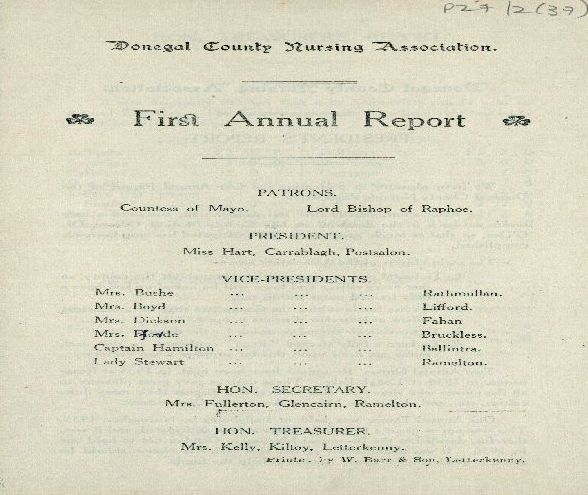 P27/2(37)
Donegal County Nursing Association.
First Annual Report
PATRONS.
Countess of Mayo. Lord Bishop of Raphoe.
PRESIDENT.
Miss Hart, Carrablagh, Portsalon.
VICE-PRESIDENTS.
Mrs. Bushe ... ... ... Rathmullan.
Mrs. Boyd ... ... ... Lifford.
Mrs. Dickson ... ... ... Fahan
Mrs. ... ... ... Bruckless.
Captain Hamilton ... ... ... Ballintra.
Lady Stewart ... ... ... Ramelton.
HON. SECRETARY.
Mrs. Fullerton, Glencairn, Ramelton.
HON. TREASURER.
Mrs. Kelly, Kiltoy, Letterkenny.
Printed by W. Barr & Son, Letterkenny.